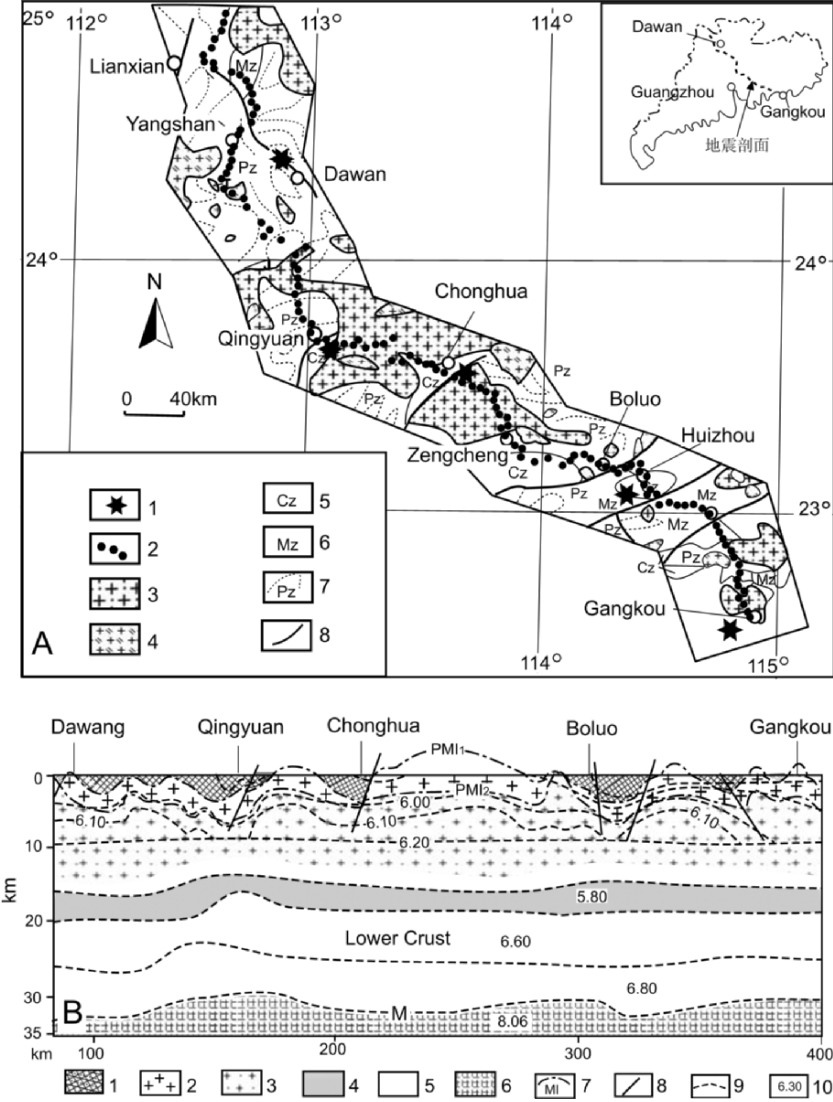 25° 112° 113° 114°
Lianxian
Mz
Yangshan
Pz
Dawan
Dawan
Guangzhou
Gangkou
地震剖面
24° 24°
N
Chonghua
Qingyuan
Pz
Cz
Pz
Cz
Pz
0 40km
Boluo
Huizhou
Zengcheng
Pz
Cz
Pz
Mz
Mz
Mz
Pz
23°
Pz
Cz
Mz
Gangkou
114° 115°
1 Cz 5
2 Mz 6
3 Pz 7
4 8
A
Dawang Qingyuan Chonghua Boluo Gangkou
PMI1
0
PMI2
6.00
6.10 6.10 6.10
6.20
10
km
5.80
20
Lower Crust 6.60
6.80
30
B M
8.06
35
km 100 200 300 400
1 2 3 4 5 6 MI 7 8 9 6.30 10